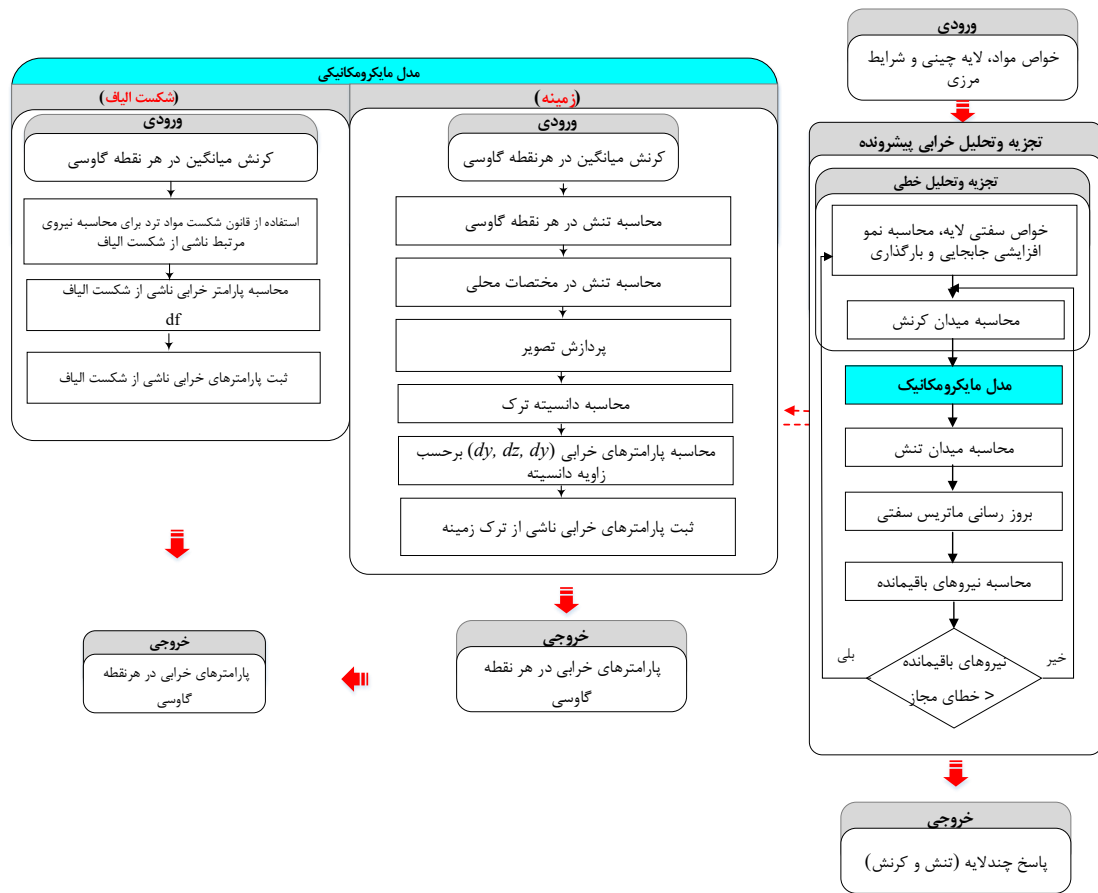 ورودی
خواص مواد، لایه چینی و شرایط
مرزی
تجزیه وتحلیل خرابی پیشرونده
تجزیه وتحلیل خطی
خواص سفتی لایه، محاسبه نمو
افزایشی جابجایی و بارگذاری
محاسبه میدان کرنش
مدل مایکرومکانیک
محاسبه میدان تنش
بروز رسانی ماتریس سفتی
محاسبه نیروهای باقیمانده
نیروهای باقیمانده
< خطای مجاز
خیر
بلی
خروجی
پاسخ چندلایه (تنش و کرنش)
مدل مایکرومکانیکی
(زمینه)
ورودی
کرنش میانگین در هرنقطه گاوسی
محاسبه تنش در هر نقطه گاوسی
محاسبه تنش در مختصات محلی
پردازش تصویر
محاسبه دانسیته ترک
محاسبه پارامترهای خرابی (dy, dz, dy) برحسب
زاویه دانسیته
ثبت پارامترهای خرابی ناشی از ترک زمینه
خروجی
پارامترهای خرابی در هر نقطه
گاوسی
(شکست الیاف)
ورودی
کرنش میانگین در هر نقطه گاوسی
استفاده از قانون شکست مواد ترد برای محاسبه نیروی
مرتبط ناشی از شکست الیاف
محاسبه پارامتر خرابی ناشی از شکست الیاف
df
ثبت پارامترهای خرابی ناشی از شکست الیاف
خروجی
پارامترهای خرابی در هرنقطه
گاوسی